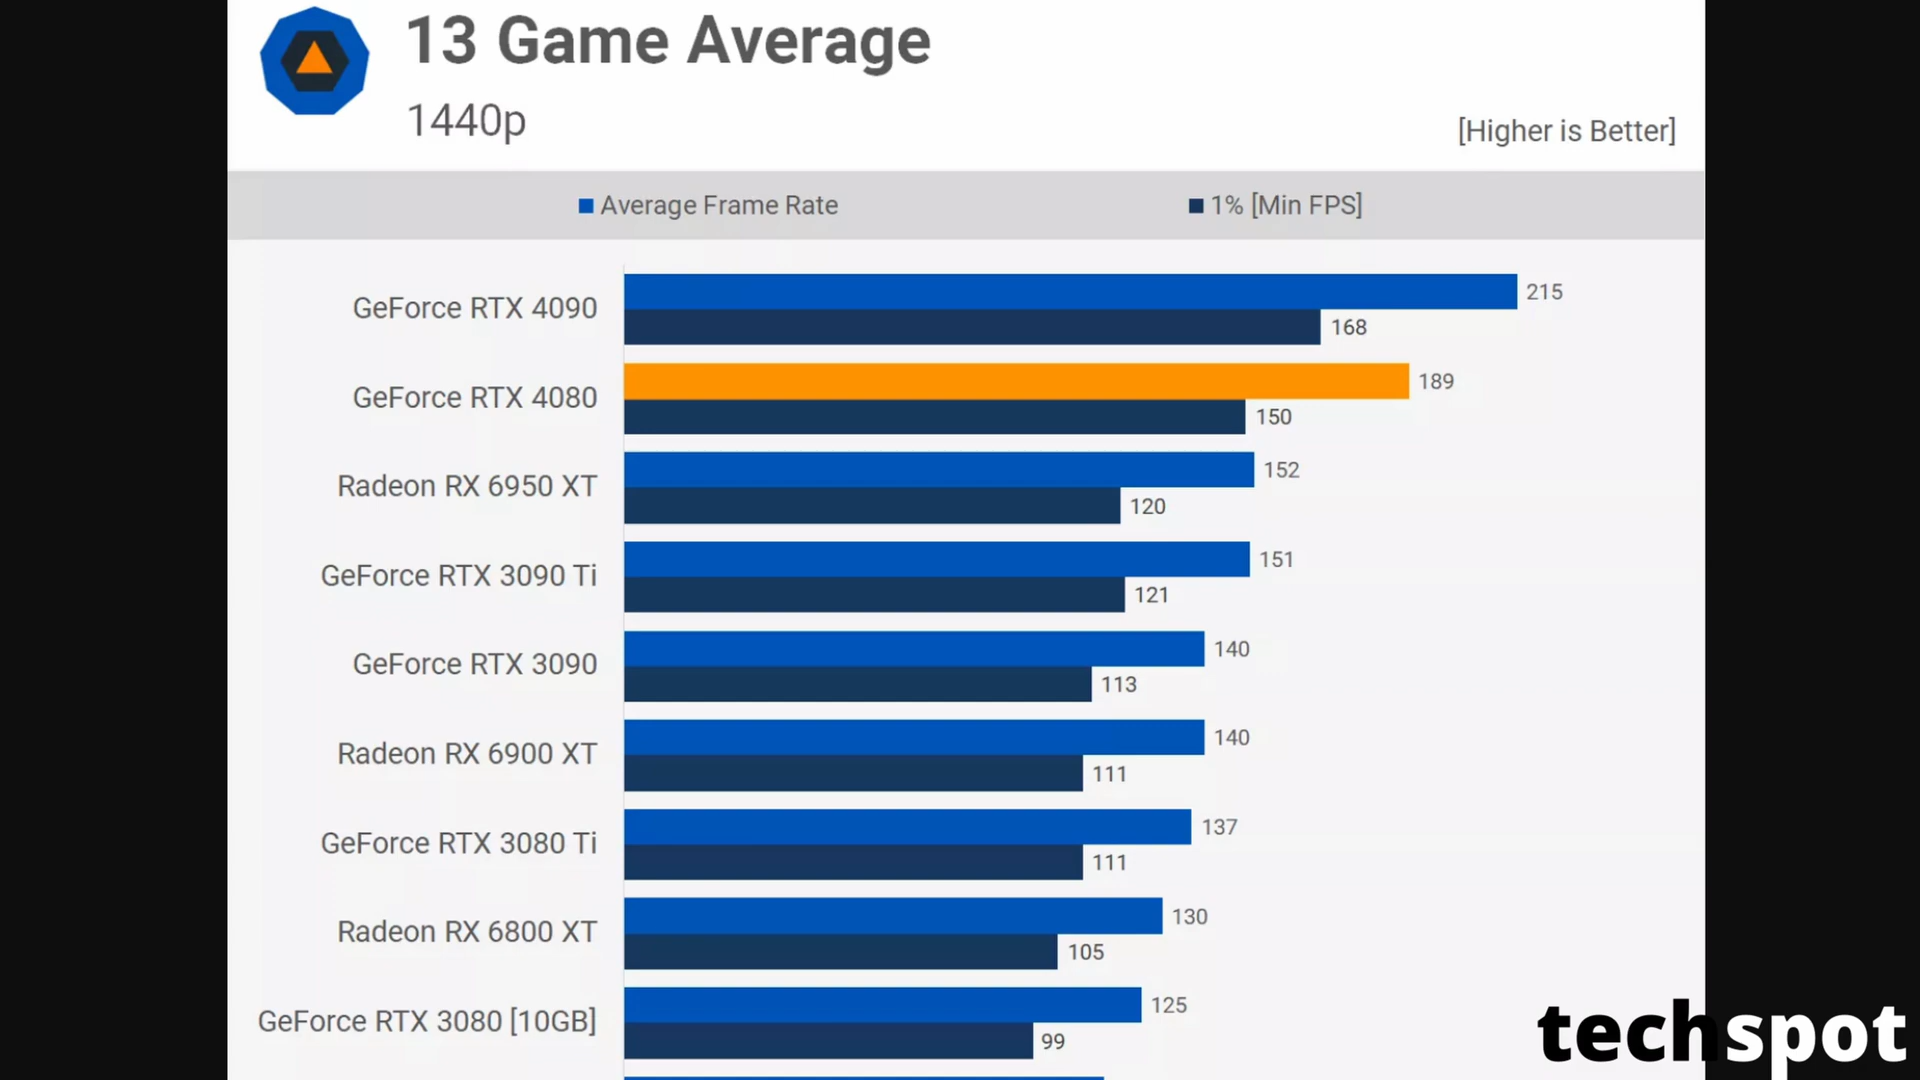 13 Game Average
1440p
[Higher is Better]
Average Frame Rate 1% [Min FPS]
GeForce RTX 4090 215
168
GeForce RTX 4080 189
150
Radeon RX 6950 XT 152
120
GeForce RTX 3090 Ti 151
121
GeForce RTX 3090 140
113
Radeon RX 6900 XT 140
111
GeForce RTX 3080 Ti 137
111
Radeon RX 6800 XT 130
105
GeForce RTX 3080 [10GB] 125
99
techspot